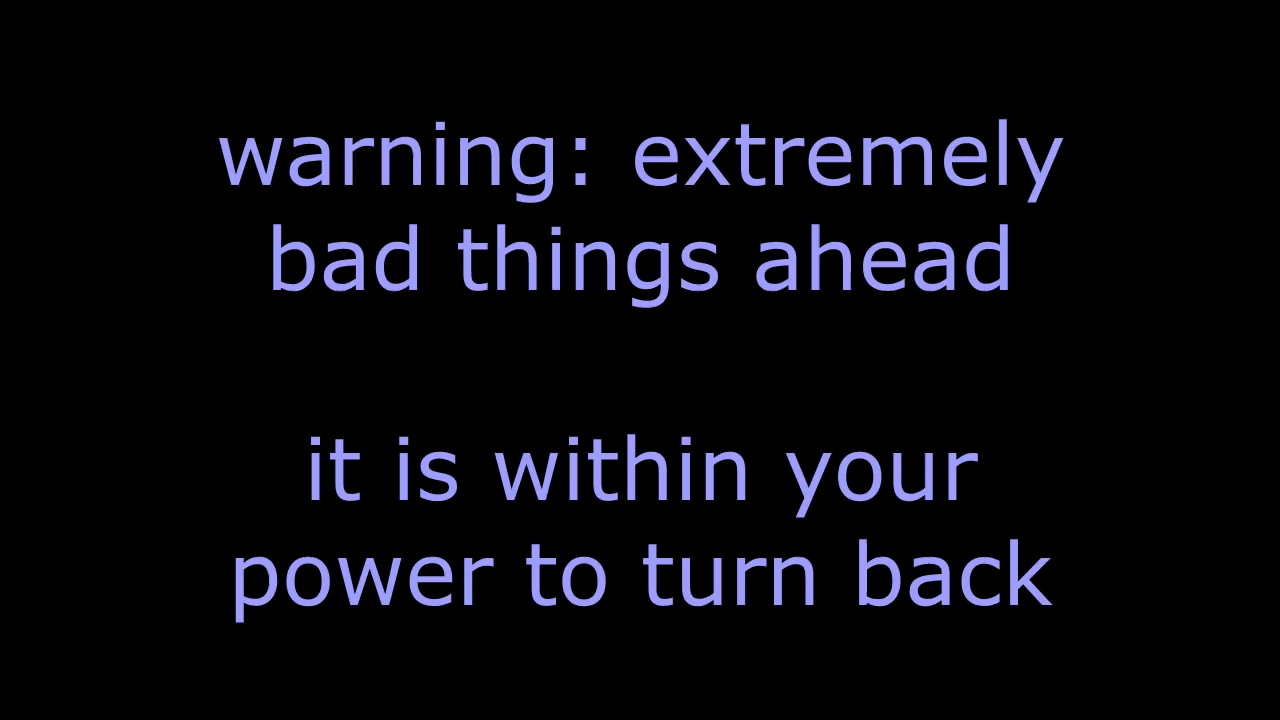 warning: extremely
bad things ahead
it is within your
power to turn back